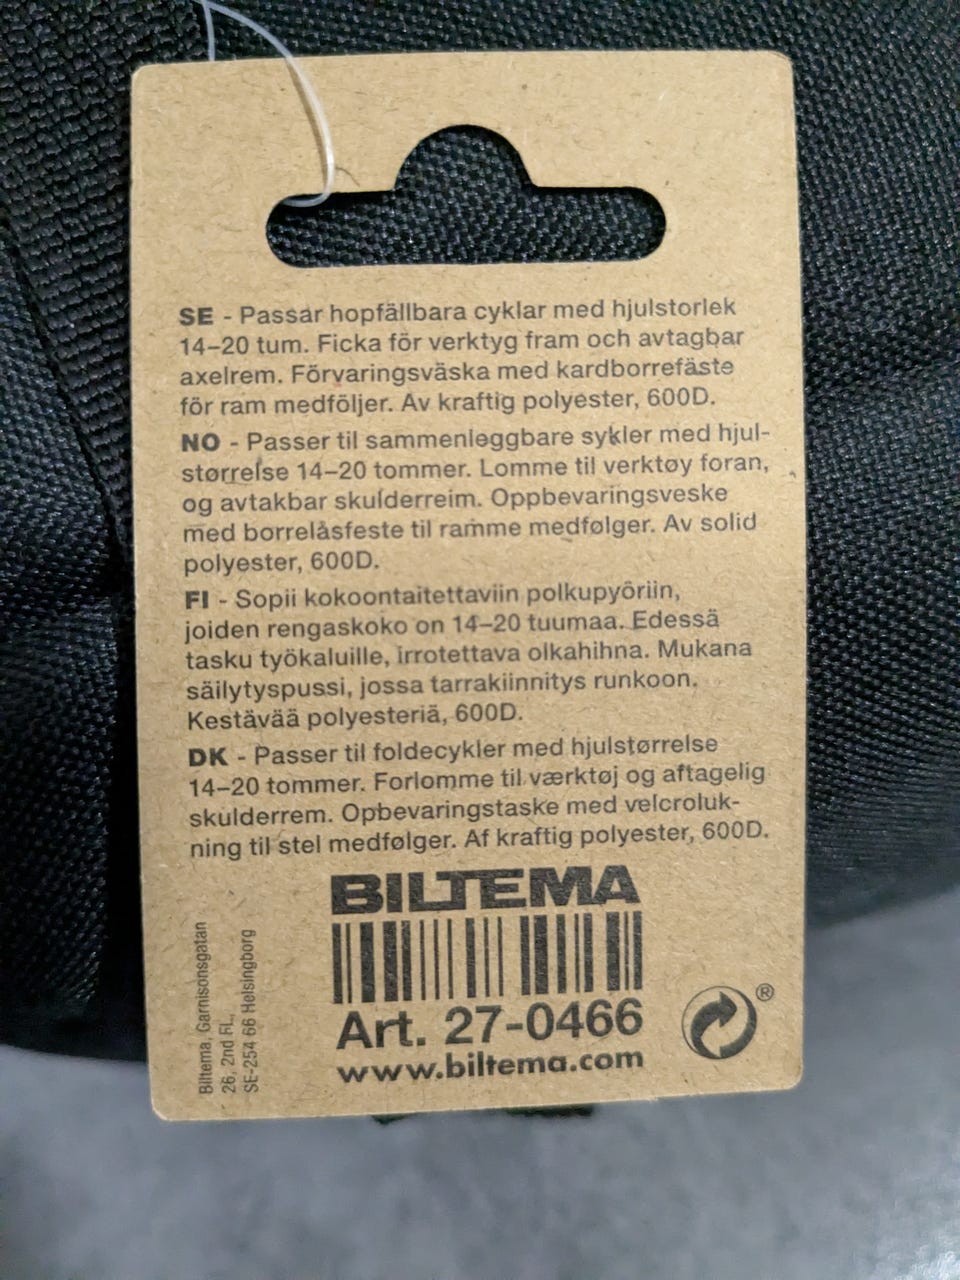 SE - Passar hopfällbara cyklar med hjulstorlek
14–20 tum. Ficka för verktyg fram och avtagbar
axelrem. Förvaringsväska med kardborrefäste
för ram medföljer. Av kraftig polyester, 600D.
NO - Passer til sammenleggbare sykler med hjul-
størrelse 14–20 tommer. Lomme til verktøy foran,
og avtakbar skulderreim. Oppbevaringsveske
med borrelåsfeste til ramme medfølger. Av solid
polyester, 600D.
FI - Sopii kokoontaitettaviin polkupyöriin,
joiden rengaskoko on 14–20 tuumaa. Edessä
tasku työkaluille, irrotettava olkahihna. Mukana
säilytyspussi, jossa tarrakiinnitys runkoon.
Kestävää polyesteriä, 600D.
DK - Passer til foldecykler med hjulstørrelse
14–20 tommer. Forlomme til værktøj og aftagelig
skulderrem. Opbevaringstaske med velcroluk-
ning til stel medfølger. Af kraftig polyester, 600D.
BILTEMA
Art. 27-0466
www.biltema.com
®
Biltema, Garnisonsgatan
26, 2nd Fl.,
SE-254 66 Helsingborg